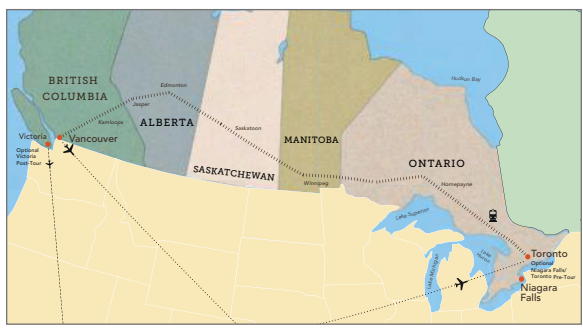 BRITISH
COLUMBIA
Edmonton
Jasper
Kamloops
ALBERTA
Hudson Bay
Saskatoon
Victoria
Vancouver
Optional
Victoria
Post-Tour
MANITOBA
ONTARIO
SASKATCHEWAN
Winnipeg
Homepayne
Lake Superior
Lake Huron
Lake Michigan
Toronto
Optional
Niagara Falls/
Toronto Pre-Tour
Niagara
Falls